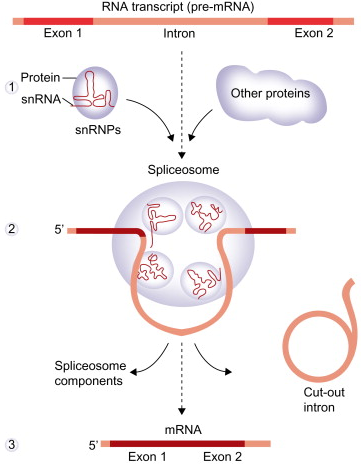 RNA transcript (pre-mRNA)
Exon 1 Intron Exon 2
1
Protein
snRNA
snRNPs
Other proteins
Spliceosome
2
5'
Spliceosome
components
Cut-out
intron
3
mRNA
5'
Exon 1 Exon 2